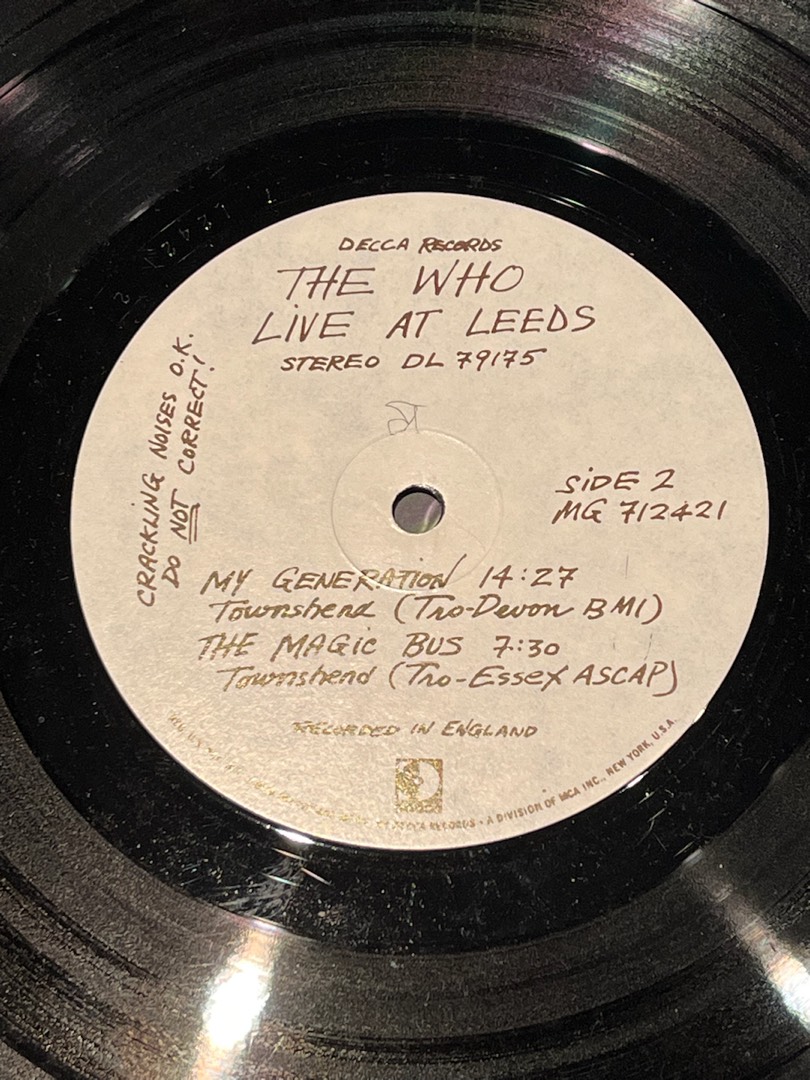 DECCA RECORDS
THE WHO
LiVE AT LEEDS
STEREO DL 79175
CRACKLING NOISES O.K.
DO NOT CORRECT!
SiDE 2
MG 712421
MY GENERATION 14:27
Townshend (Tro-Devon BMI)
THE MAGiC BUS 7:30
Townshend (Tro-Essex ASCAP)
RECORDED IN ENGLAND
DECCA RECORDS • A DIVISION OF MCA INC., NEW YORK, U.S.A.